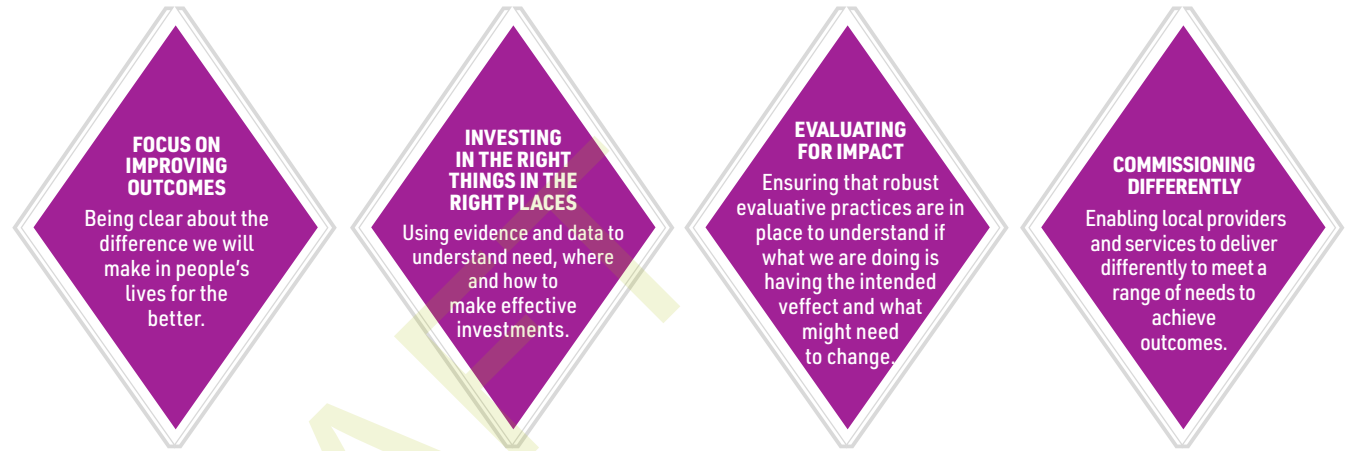 FOCUS ON
IMPROVING
OUTCOMES
Being clear about the
difference we will
make in people's
lives for the
better.
INVESTING
IN THE RIGHT
THINGS IN THE
RIGHT PLACES
Using evidence and data to
understand need, where
and how to
make effective
investments.
EVALUATING
FOR IMPACT
Ensuring that robust
evaluative practices are in
place to understand if
what we are doing is
having the intended
veffect and what
might need
to change.
COMMISSIONING
DIFFERENTLY
Enabling local providers
and services to deliver
differently to meet a
range of needs to
achieve
outcomes.